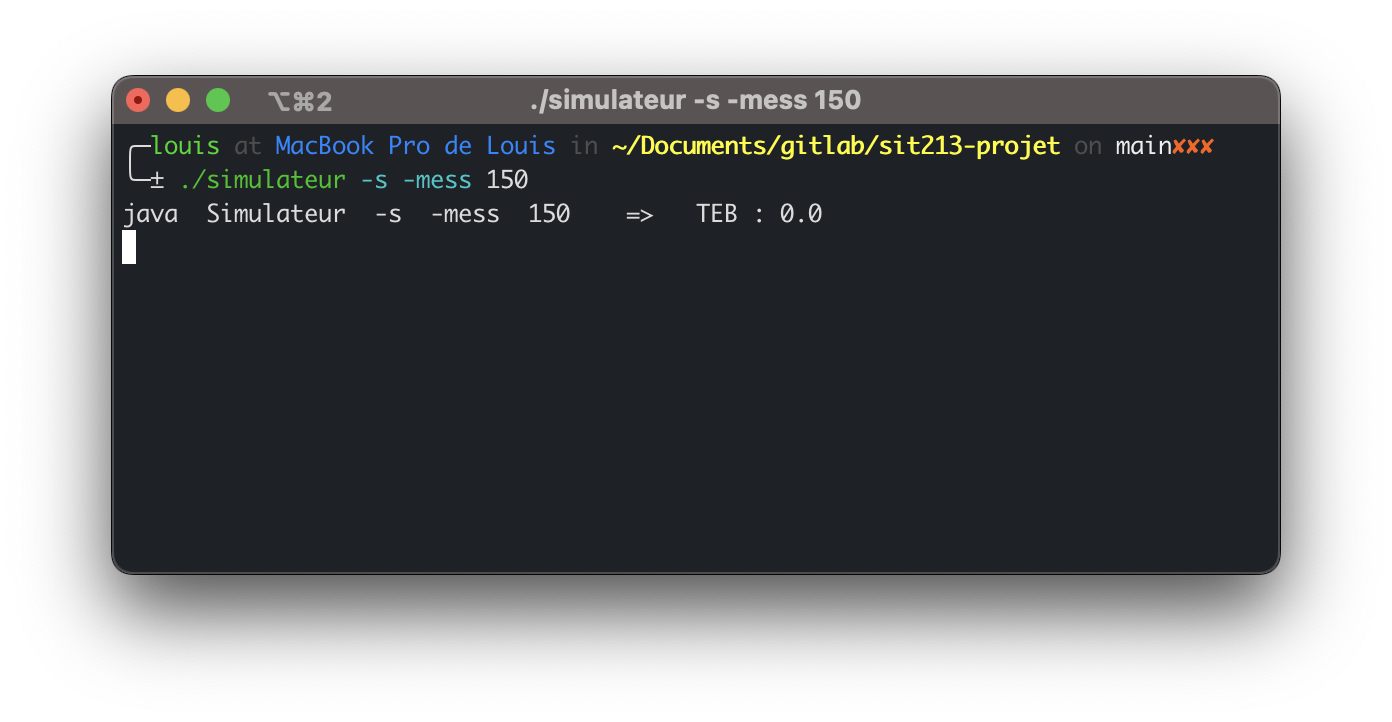 ⌥⌘2 ./simulateur -s -mess 150
louis at MacBook Pro de Louis in ~/Documents/gitlab/sit213-projet on main✘✘✘
± ./simulateur -s -mess 150
java  Simulateur  -s  -mess  150    =>   TEB : 0.0